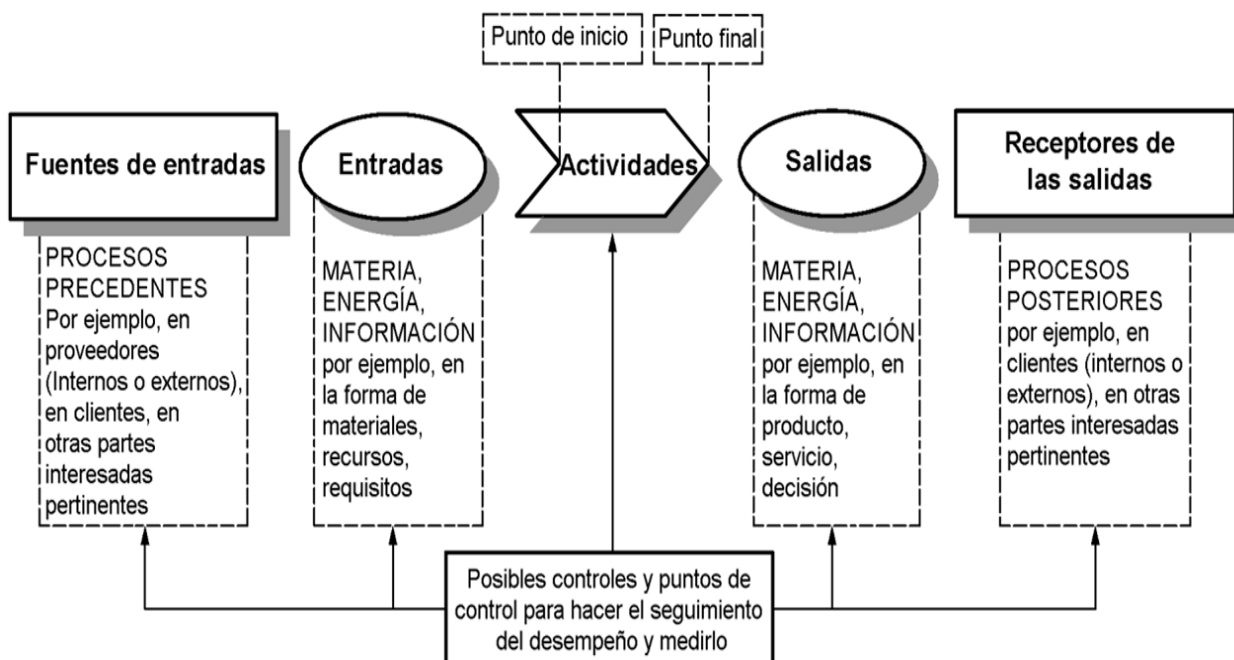 Punto de inicio
Punto final
Fuentes de entradas
Entradas
Actividades
Salidas
Receptores de
las salidas
PROCESOS
PRECEDENTES
Por ejemplo, en
proveedores
(Internos o externos),
en clientes, en
otras partes
interesadas
pertinentes
MATERIA,
ENERGÍA,
INFORMACIÓN
por ejemplo, en
la forma de
materiales,
recursos,
requisitos
MATERIA,
ENERGÍA,
INFORMACIÓN
por ejemplo, en
la forma de
producto,
servicio,
decisión
PROCESOS
POSTERIORES
por ejemplo, en
clientes (internos o
externos), en otras
partes interesadas
pertinentes
Posibles controles y puntos de
control para hacer el seguimiento
del desempeño y medirlo